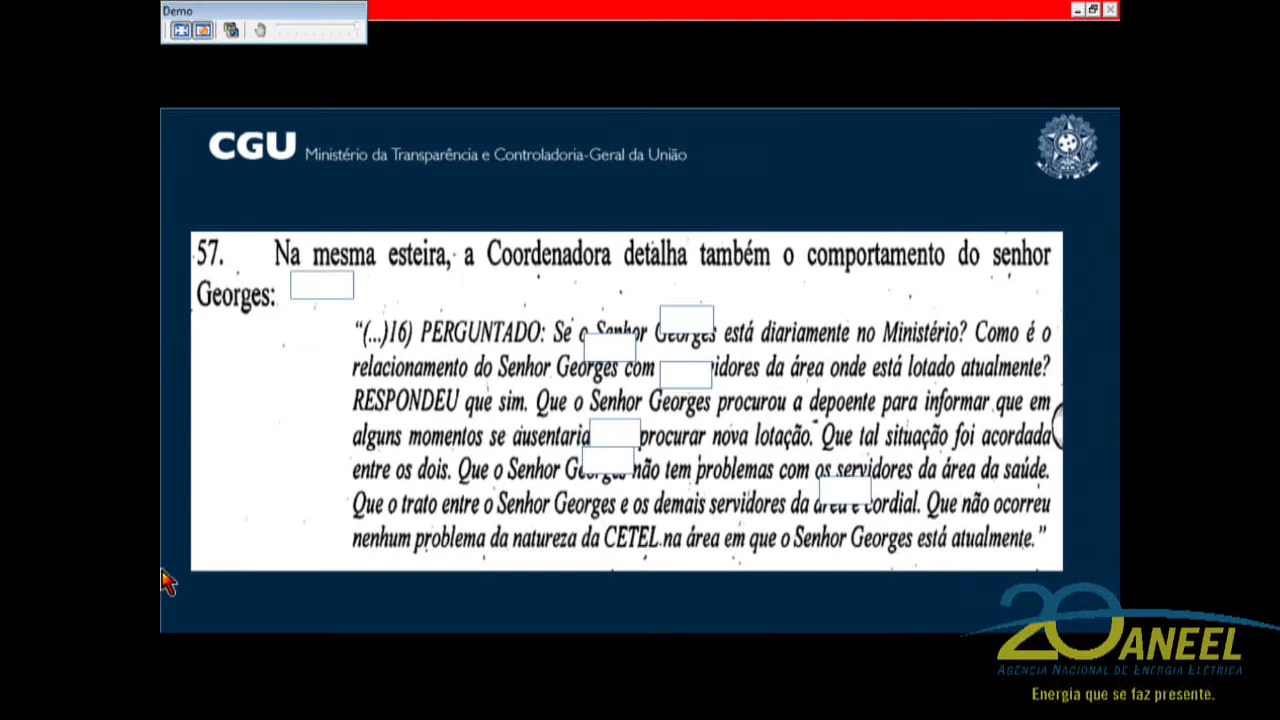 Demo
CGU Ministério da Transparência e Controladoria-Geral da União
57. Na mesma esteira, a Coordenadora detalha também o comportamento do senhor
Georges:
“(...)16) PERGUNTADO: Se o Senhor Georges está diariamente no Ministério? Como é o
relacionamento do Senhor Georges com idores da área onde está lotado atualmente?
RESPONDEU que sim. Que o Senhor Georges procurou a depoente para informar que em
alguns momentos se ausentaria procurar nova lotação. Que tal situação foi acordada
entre os dois. Que o Senhor não tem problemas com os servidores da área da saúde.
Que o trato entre o Senhor Georges e os demais servidores da área é cordial. Que não ocorreu
nenhum problema da natureza da CETEL na área em que o Senhor Georges está atualmente.”
20 ANEEL
AGÊNCIA NACIONAL DE ENERGIA ELÉTRICA
Energia que se faz presente.